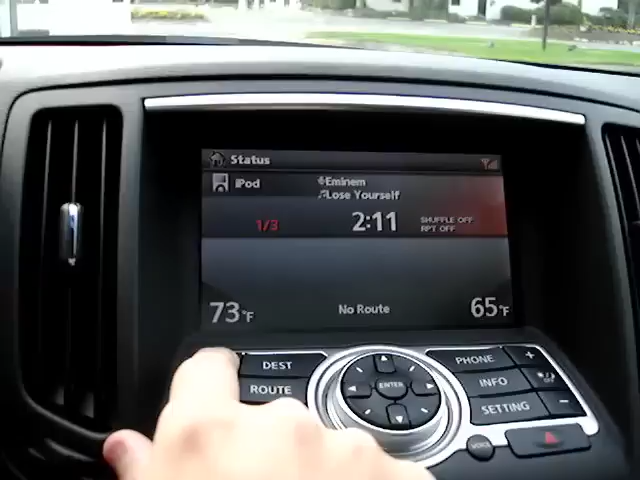 Status
iPod
Eminem
Lose Yourself
1/3
2:11
SHUFFLE OFF
RPT OFF
73°F
No Route
65°F
DEST
ROUTE
ENTER
PHONE
INFO
SETTING
VOICE
+
-